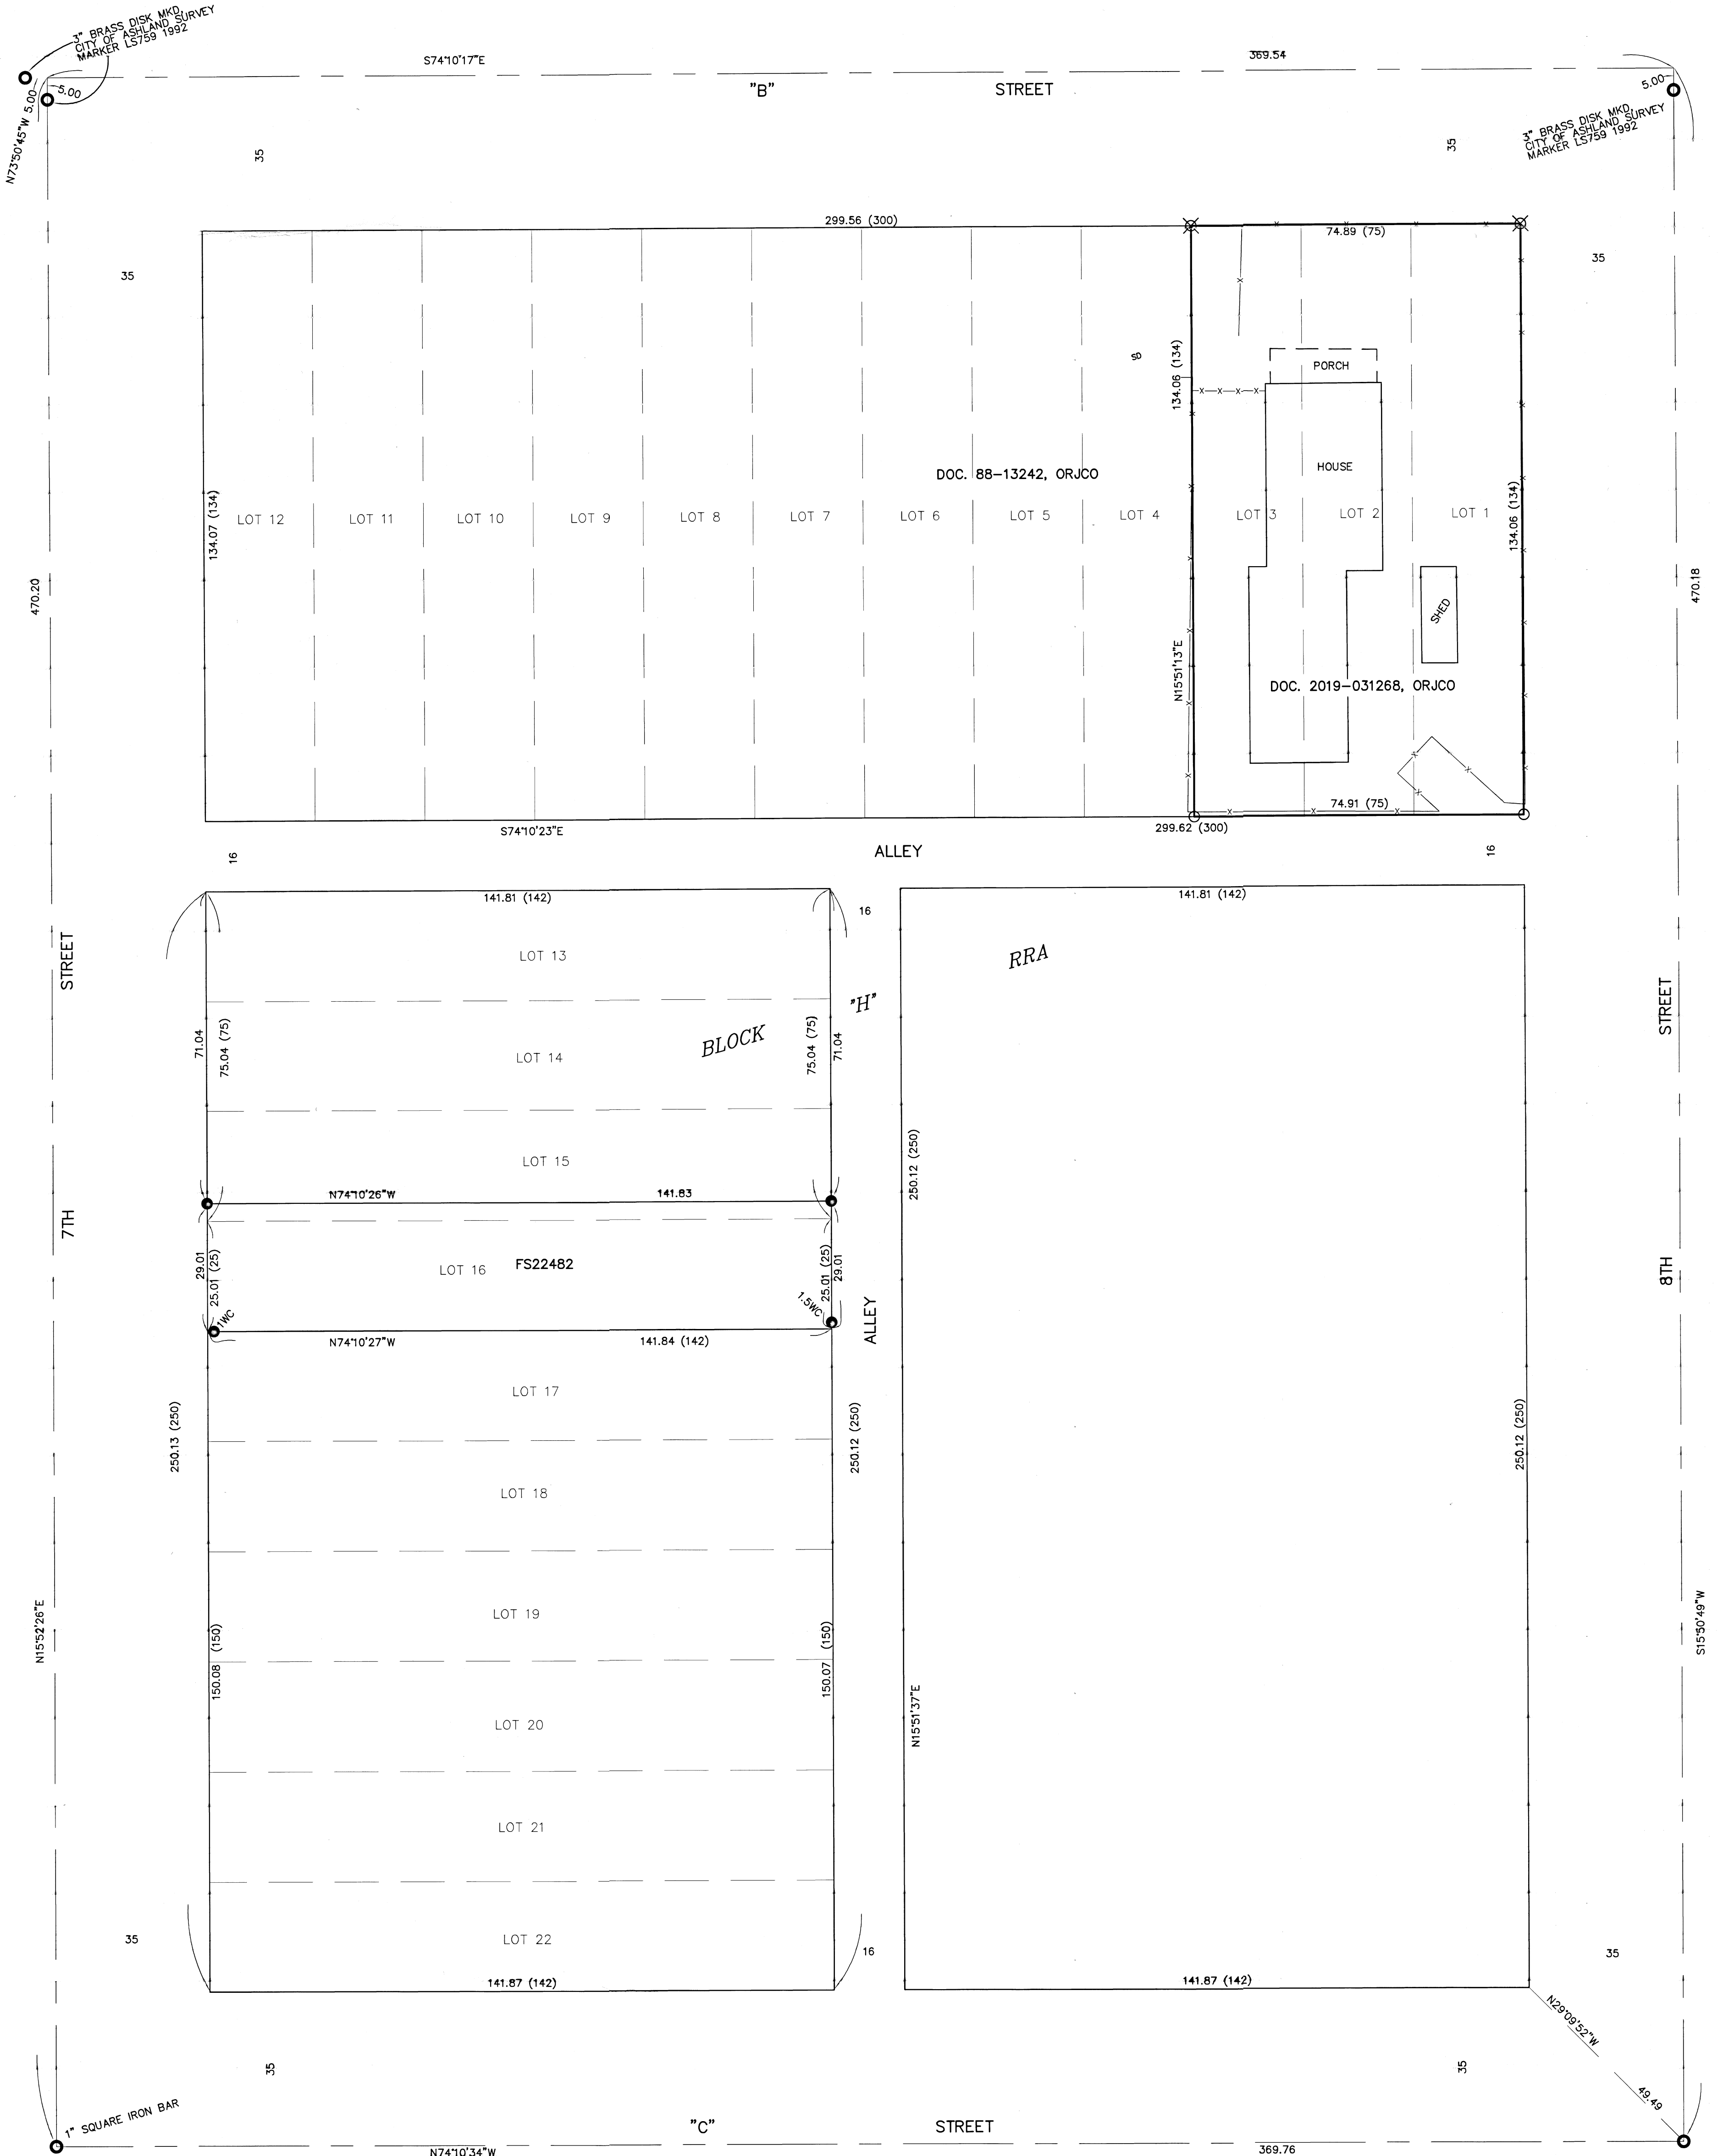 3" BRASS DISK MKD,
CITY OF ASHLAND SURVEY
MARKER LS759 1992
S74°10'17"E
369.54
"B" STREET
5.00
N73°50'45"W 5.00
5.00
3" BRASS DISK MKD,
CITY OF ASHLAND SURVEY
MARKER LS759 1992
35
35
299.56 (300)
74.89 (75)
35
35
SD
134.06 (134)
PORCH
HOUSE
DOC. 88-13242, ORJCO
134.07 (134)
LOT 12
LOT 11
LOT 10
LOT 9
LOT 8
LOT 7
LOT 6
LOT 5
LOT 4
LOT 3
LOT 2
LOT 1
134.06 (134)
470.20
470.18
SHED
N15°51'13"E
DOC. 2019-031268, ORJCO
74.91 (75)
S74°10'23"E
299.62 (300)
16
ALLEY
16
141.81 (142)
16
141.81 (142)
LOT 13
RRA
STREET
"H"
STREET
71.04
75.04 (75)
LOT 14
BLOCK
75.04 (75)
71.04
LOT 15
250.12 (250)
N74°10'26"W
141.83
7TH
8TH
29.01
25.01 (25)
LOT 16
FS22482
25.01 (25)
29.01
1WC
1.5WC
ALLEY
N74°10'27"W
141.84 (142)
LOT 17
250.13 (250)
250.12 (250)
250.12 (250)
LOT 18
LOT 19
N15°52'26"E
150.08 (150)
150.07 (150)
S15°50'49"W
LOT 20
N15°51'37"E
LOT 21
35
LOT 22
16
35
141.87 (142)
141.87 (142)
N29°09'52"W
35
35
49.49
1" SQUARE IRON BAR
"C" STREET
N74°10'34"W
369.76